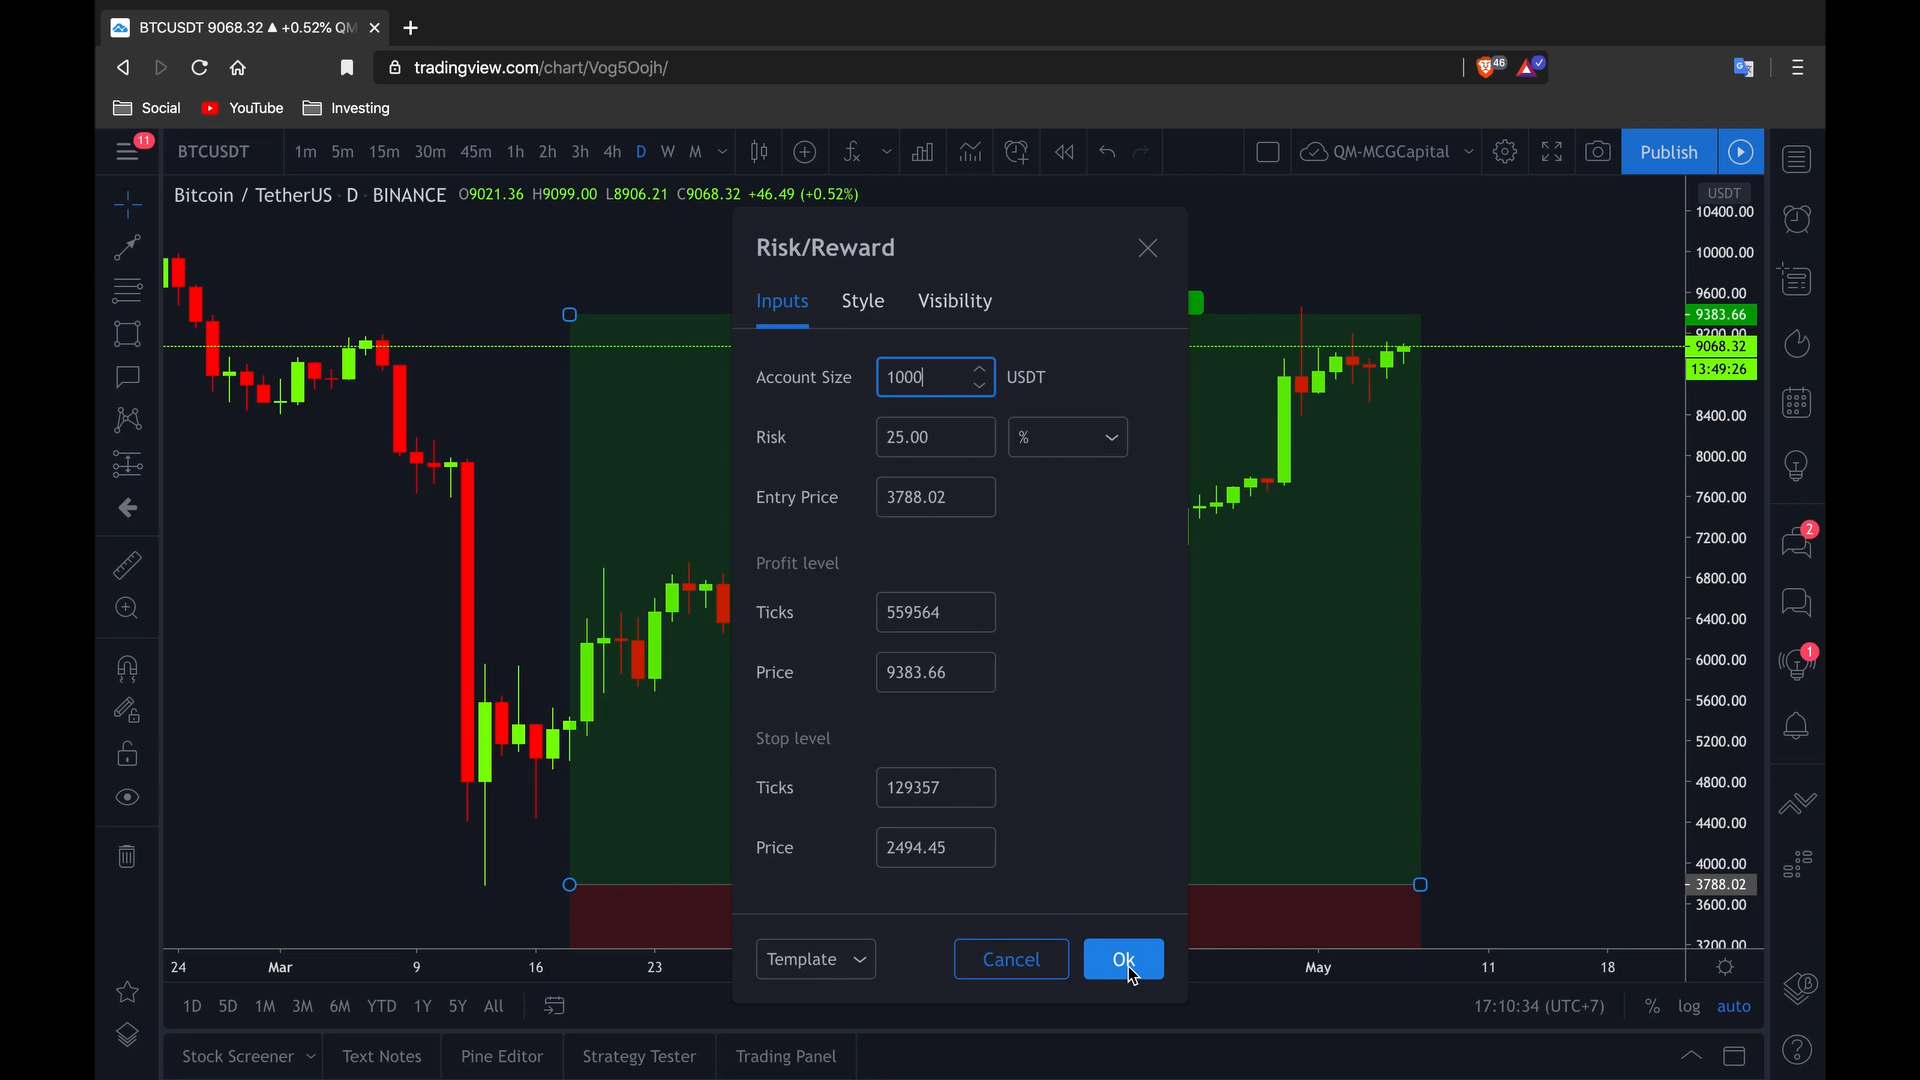 BTCUSDT 9068.32 ▲ +0.52% QM
tradingview.com/chart/Vog5Oojh/
46
Social YouTube Investing
11
BTCUSDT 1m 5m 15m 30m 45m 1h 2h 3h 4h D W M QM-MCGCapital Publish
Bitcoin / TetherUS · D · BINANCE O9021.36 H9099.00 L8906.21 C9068.32 +46.49 (+0.52%)
USDT
10400.00
10000.00
9600.00
9383.66
9200.00
9068.32
13:49:26
8400.00
8000.00
7600.00
7200.00
6800.00
6400.00
6000.00
5600.00
5200.00
4800.00
4400.00
4000.00
3788.02
3600.00
3200.00
Risk/Reward
Inputs Style Visibility
Account Size 1000 USDT
Risk 25.00 %
Entry Price 3788.02
Profit level
Ticks 559564
Price 9383.66
Stop level
Ticks 129357
Price 2494.45
Template Cancel Ok
2
1
24 Mar 9 16 23 May 11 18
1D 5D 1M 3M 6M YTD 1Y 5Y All 17:10:34 (UTC+7) % log auto
Stock Screener Text Notes Pine Editor Strategy Tester Trading Panel